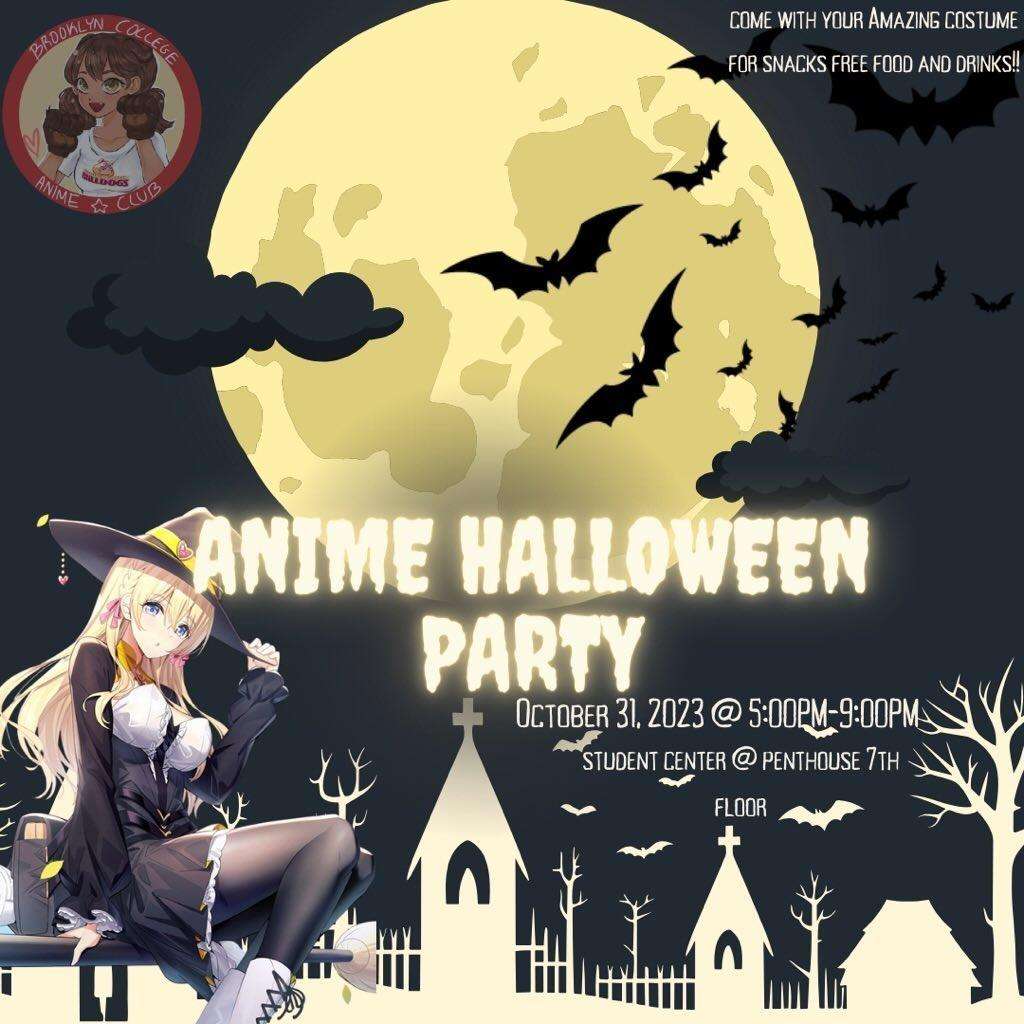 BROOKLYN COLLEGE
ANIME ☆ CLUB
BULLDOGS
COME WITH YOUR AMAZING COSTUME
FOR SNACKS FREE FOOD AND DRINKS!!
ANIME HALLOWEEN
PARTY
OCTOBER 31, 2023 @ 5:00PM-9:00PM
STUDENT CENTER @ PENTHOUSE 7TH
FLOOR